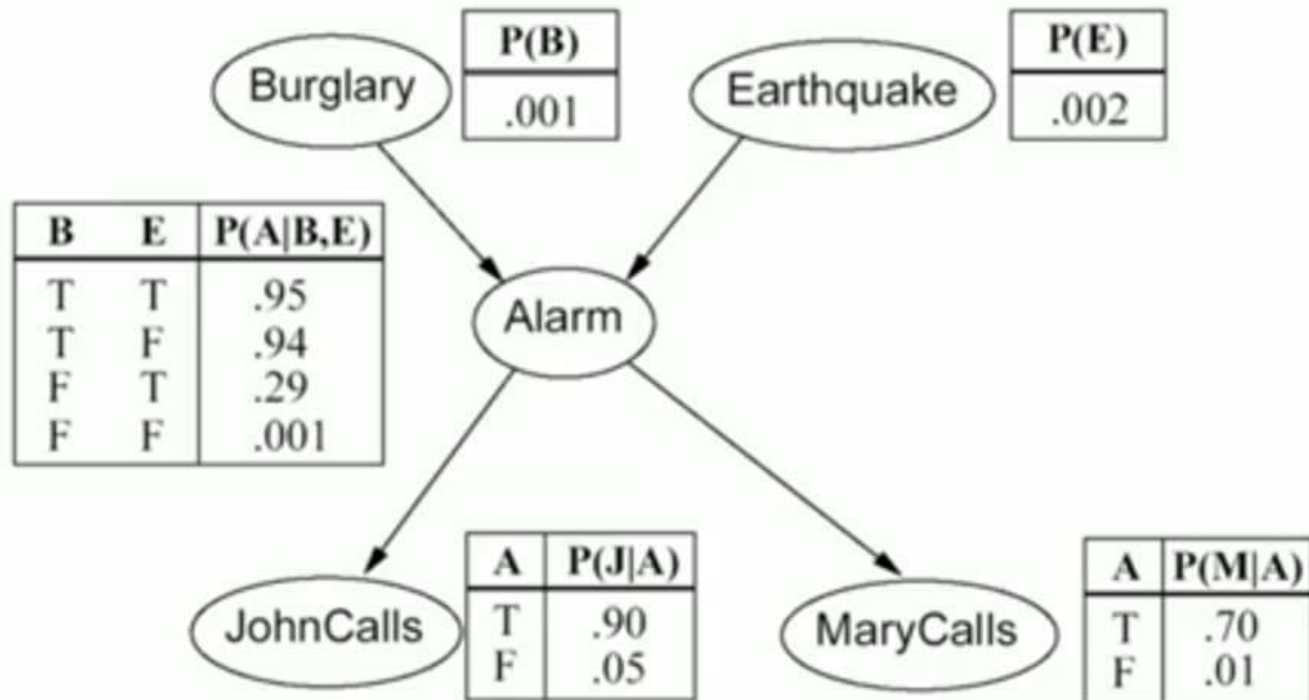 Burglary
P(B)
.001
Earthquake
P(E)
.002
B E P(A|B,E)
T T .95
T F .94
F T .29
F F .001
Alarm
JohnCalls
A P(J|A)
T .90
F .05
MaryCalls
A P(M|A)
T .70
F .01